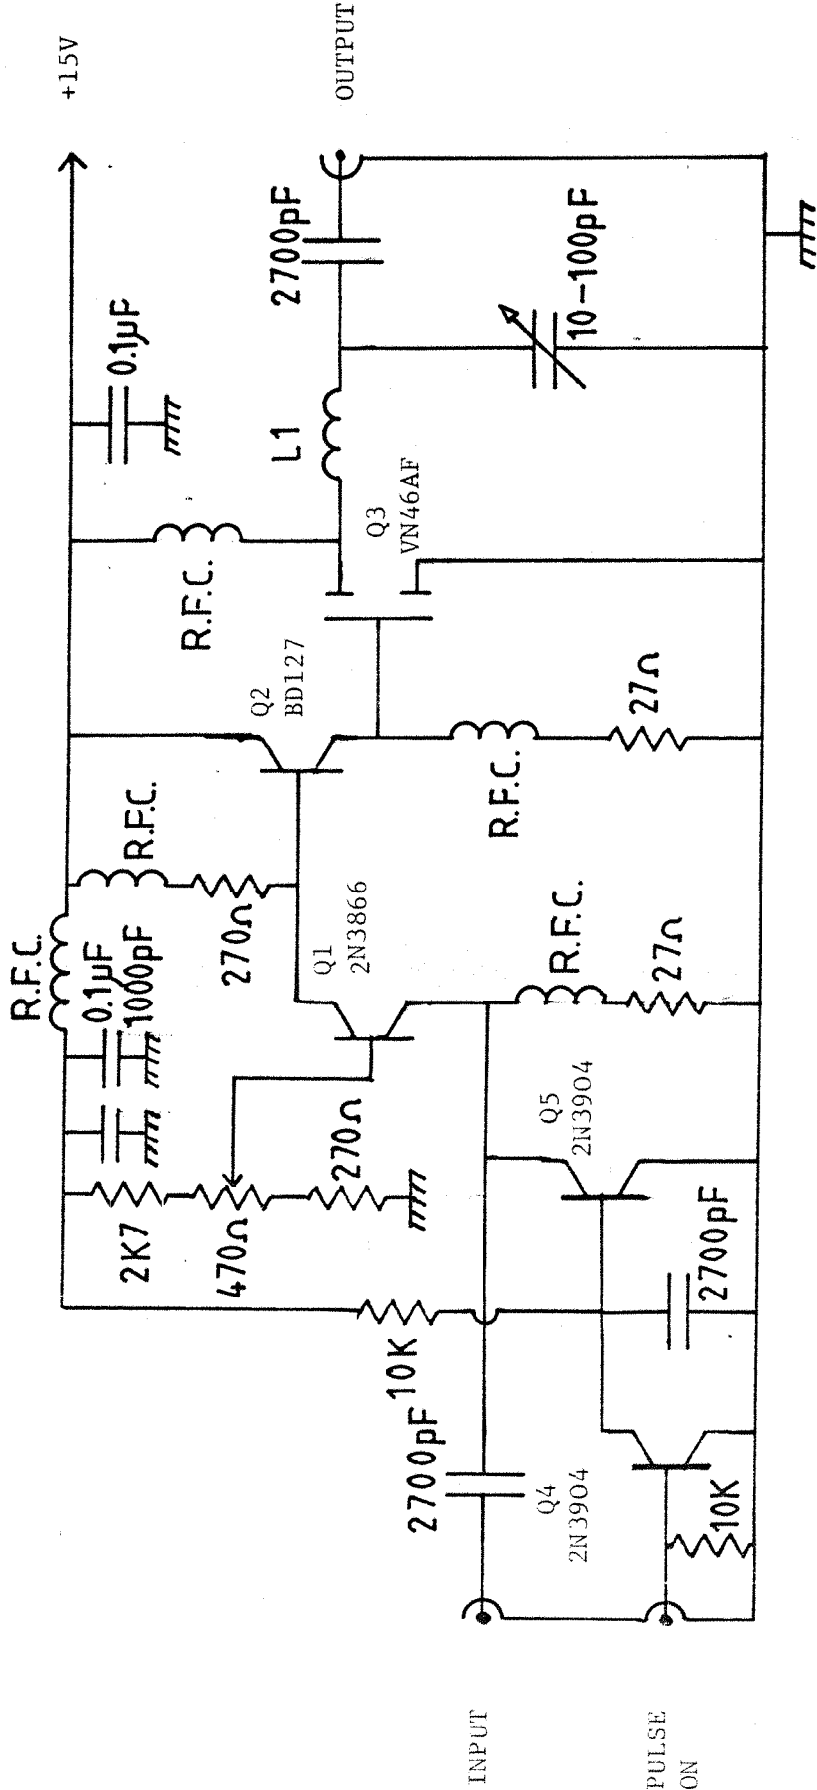 +15V
OUTPUT
2700pF
10-100pF
0.1µF
L1
Q3
VN46AF
R.F.C.
Q2
BD127
27Ω
R.F.C.
R.F.C.
R.F.C.
270Ω
Q1
2N3866
0.1µF
1000pF
R.F.C.
27Ω
Q5
2N3904
270Ω
2K7
470Ω
10K
2700pF
2700pF
Q4
2N3904
10K
INPUT
PULSE
ON